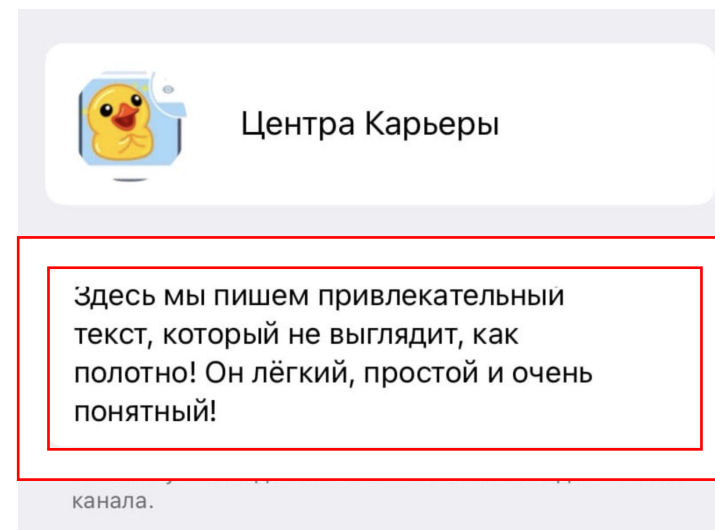 Центра Карьеры
Здесь мы пишем привлекательный
текст, который не выглядит, как
полотно! Он лёгкий, простой и очень
понятный!
канала.